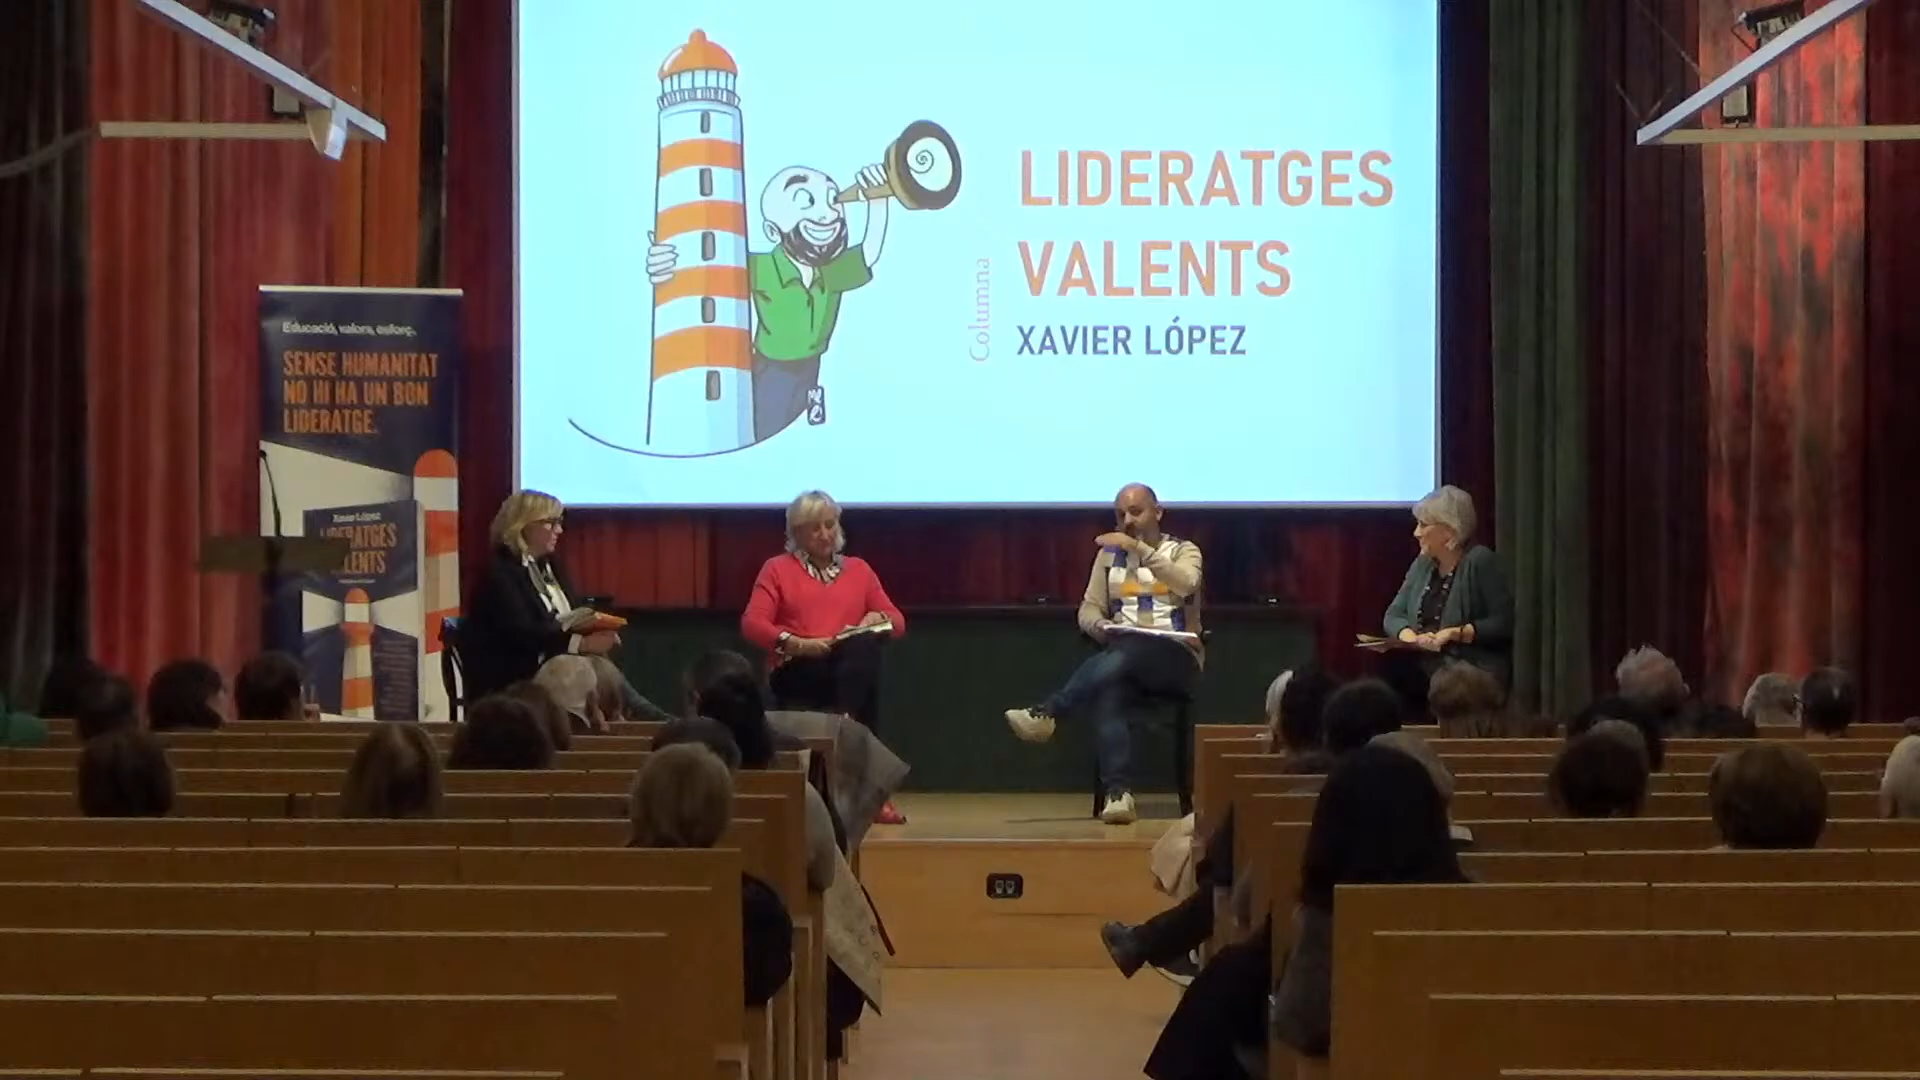 LIDERATGES
VALENTS
XAVIER LÓPEZ
Columna
Educació, valors, esforç.
SENSE HUMANITAT
NO HI HA UN BON
LIDERATGE.
Xavier López
LIDERATGES